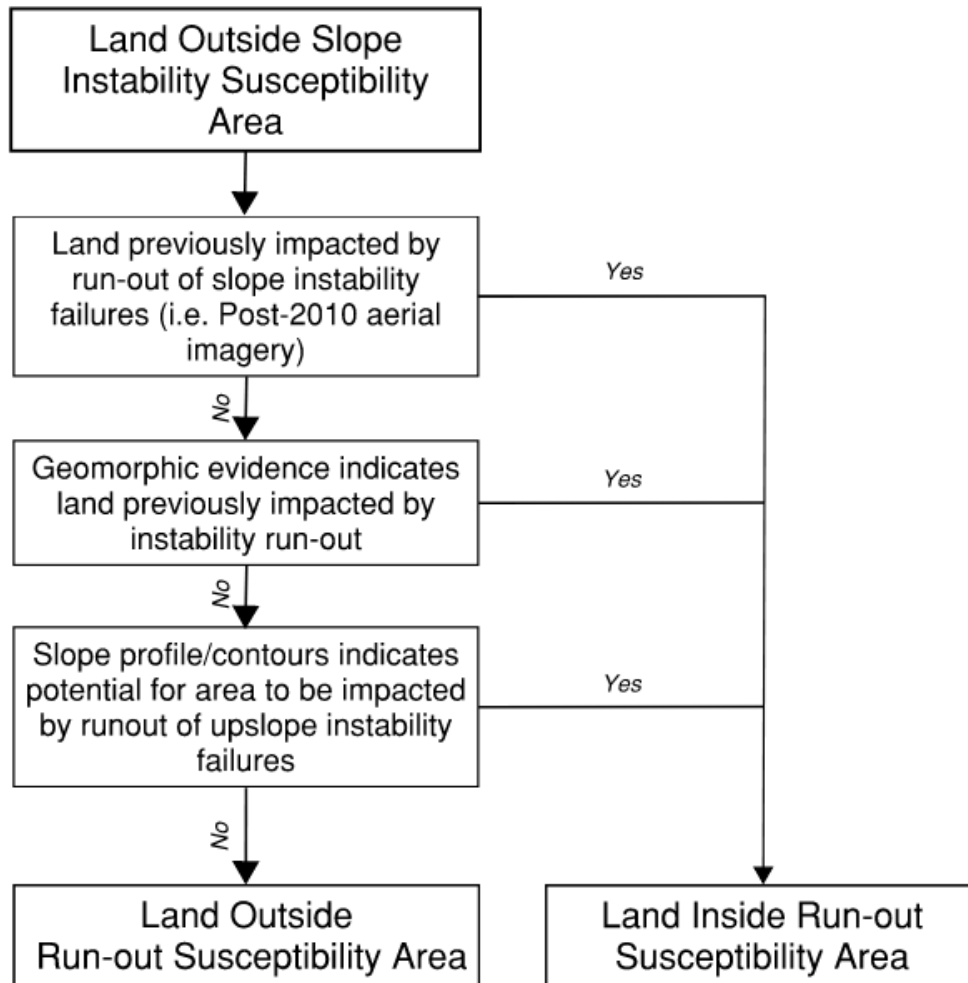 Land Outside Slope
Instability Susceptibility
Area
Land previously impacted by
run-out of slope instability
failures (i.e. Post-2010 aerial
imagery)
Yes
No
Geomorphic evidence indicates
land previously impacted by
instability run-out
Yes
No
Slope profile/contours indicates
potential for area to be impacted
by runout of upslope instability
failures
Yes
No
Land Outside
Run-out Susceptibility Area
Land Inside Run-out
Susceptibility Area